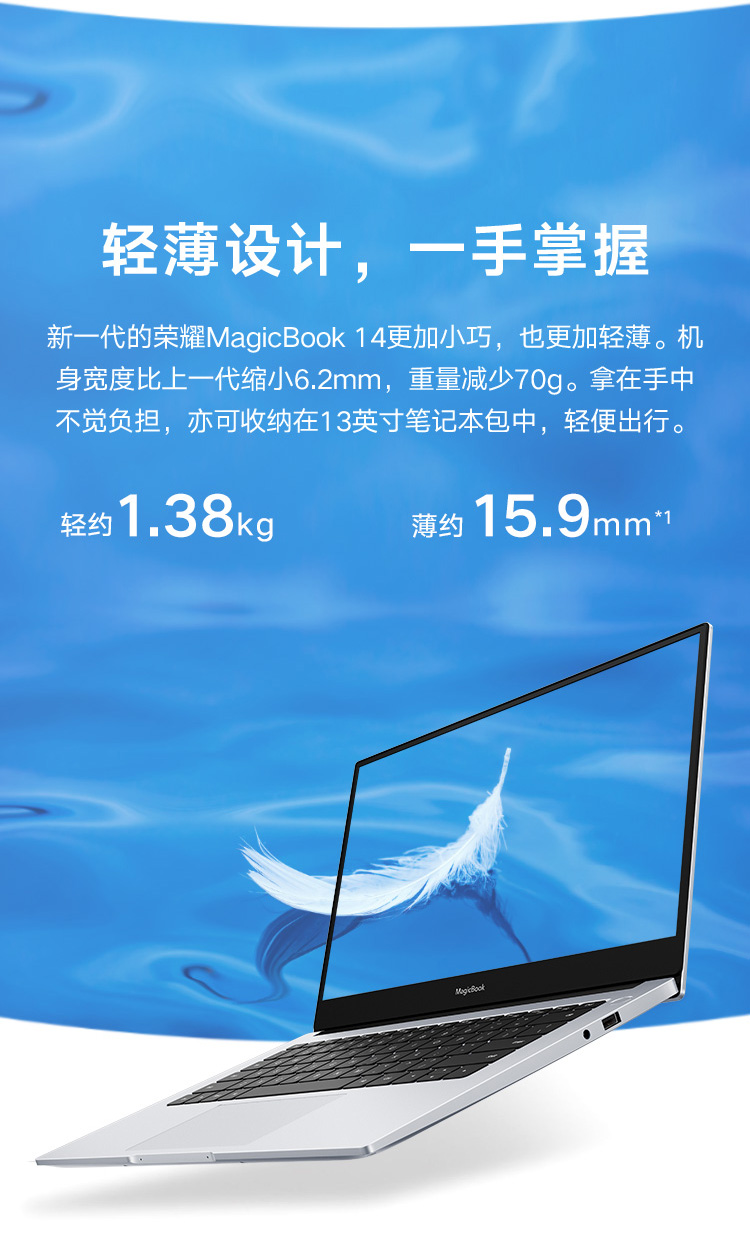 轻薄设计，一手掌握
新一代的荣耀MagicBook 14更加小巧，也更加轻薄。机
身宽度比上一代缩小6.2mm，重量减少70g。拿在手中
不觉负担，亦可收纳在13英寸笔记本包中，轻便出行。
轻约1.38kg 薄约15.9mm*1
MagicBook